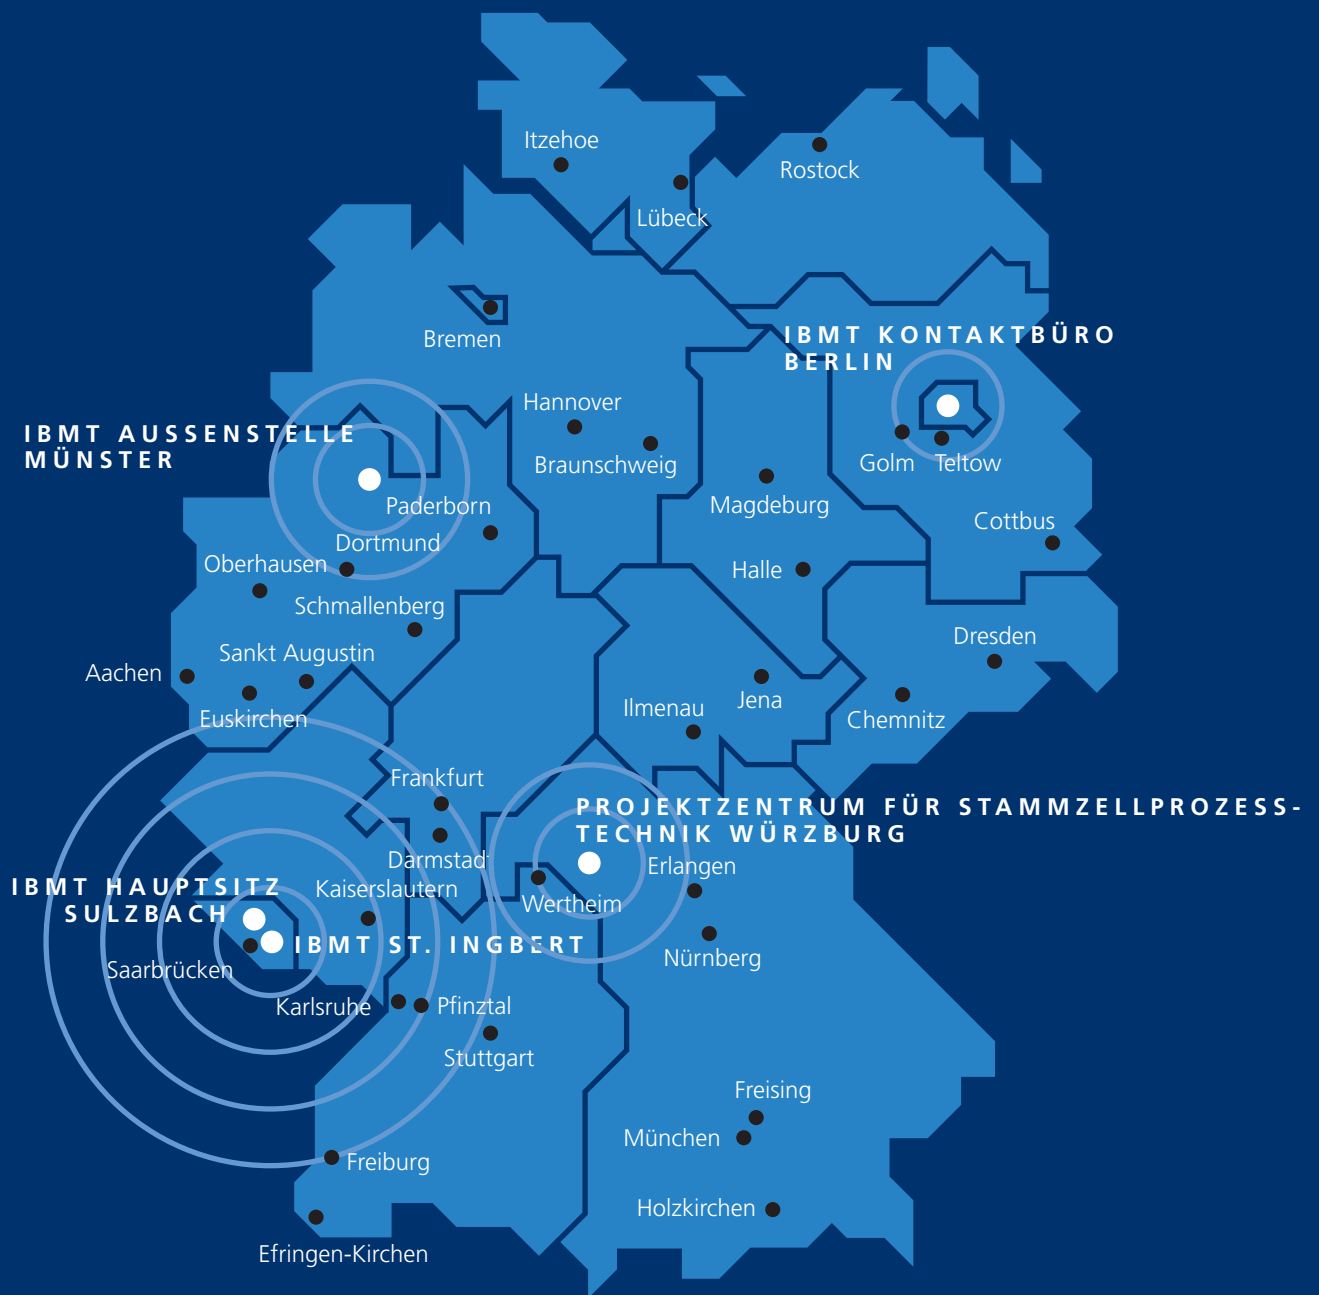 Itzehoe
Rostock
Lübeck
Bremen
IBMT KONTAKTBÜRO
BERLIN
Hannover
IBMT AUSSENSTELLE
MÜNSTER
Braunschweig
Golm
Teltow
Paderborn
Magdeburg
Cottbus
Dortmund
Oberhausen
Halle
Schmallenberg
Dresden
Sankt Augustin
Aachen
Jena
Ilmenau
Euskirchen
Chemnitz
Frankfurt
PROJEKTZENTRUM FÜR STAMMZELLPROZESS-
TECHNIK WÜRZBURG
Darmstad
Erlangen
IBMT HAUPTSITZ
SULZBACH
Kaiserslautern
Wertheim
IBMT ST. INGBERT
Nürnberg
Saarbrücken
Karlsruhe
Pfinztal
Stuttgart
Freising
München
Freiburg
Holzkirchen
Efringen-Kirchen